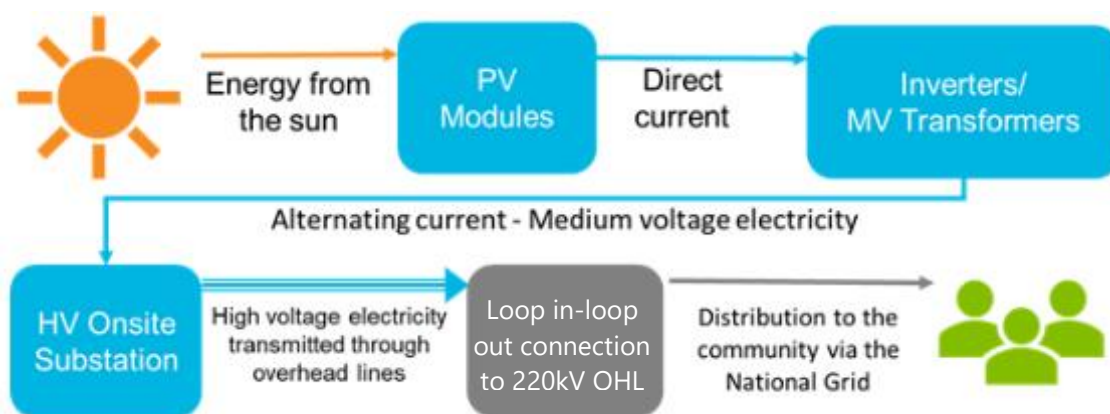 Energy from
the sun
PV
Modules
Direct
current
Inverters/
MV Transformers
Alternating current - Medium voltage electricity
HV Onsite
Substation
High voltage electricity
transmitted through
overhead lines
Loop in-loop
out connection
to 220kV OHL
Distribution to the
community via the
National Grid